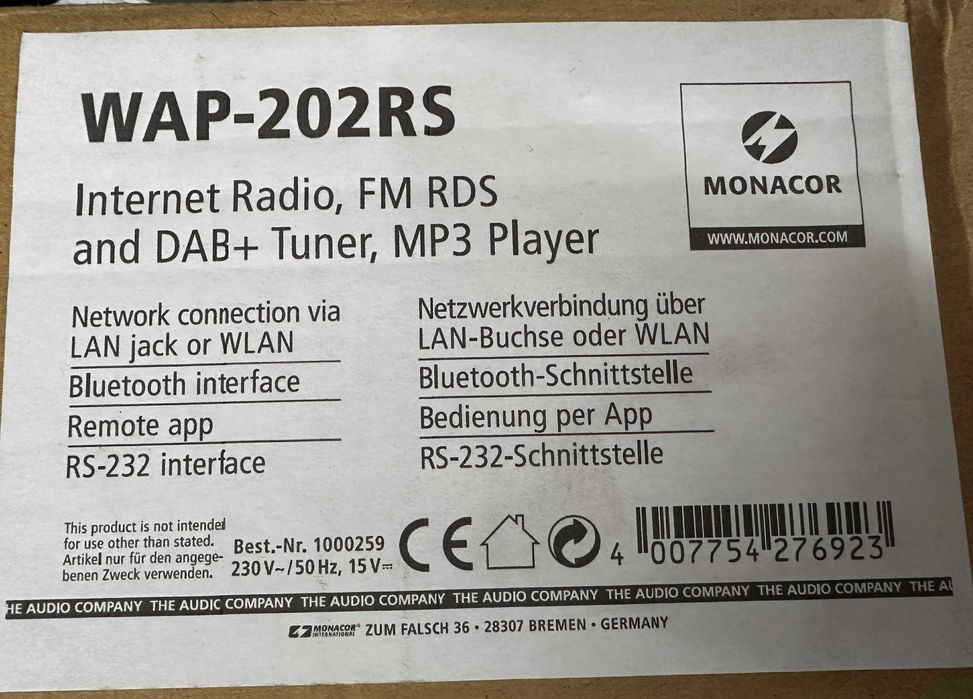 WAP-202RS
Internet Radio, FM RDS
and DAB+ Tuner, MP3 Player
MONACOR
WWW.MONACOR.COM
Network connection via
LAN jack or WLAN
Bluetooth interface
Remote app
RS-232 interface
Netzwerkverbindung über
LAN-Buchse oder WLAN
Bluetooth-Schnittstelle
Bedienung per App
RS-232-Schnittstelle
This product is not intended
for use other than stated.
Artikel nur für den angege-
benen Zweck verwenden.
Best.-Nr. 1000259
230 V~/50 Hz, 15 V⎓
CE
4 007754 276923
HE AUDIO COMPANY THE AUDIO COMPANY THE AUDIO COMPANY THE AUDIO COMPANY THE AUDIO COMPANY THE AUDIO COMPANY THE AU
MONACOR® INTERNATIONAL ZUM FALSCH 36 • 28307 BREMEN • GERMANY